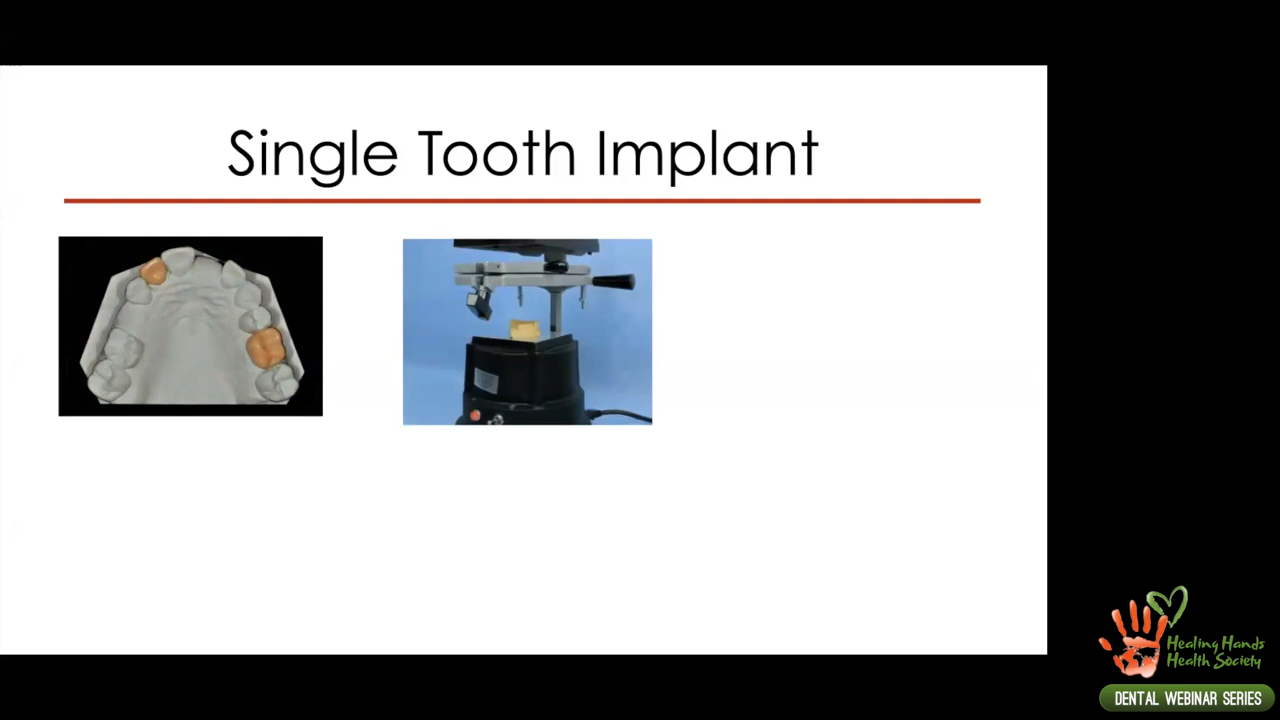 Single Tooth Implant
Healing Hands
Health Society
DENTAL WEBINAR SERIES